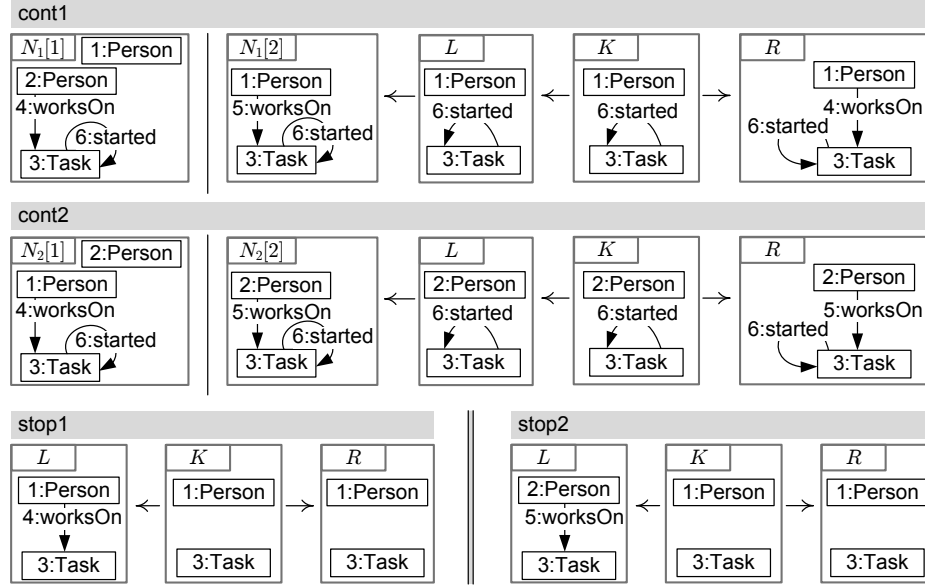 cont1
N₁[1]
1:Person
2:Person
4:worksOn
6:started
3:Task
N₁[2]
1:Person
5:worksOn
6:started
3:Task
L
1:Person
6:started
3:Task
K
1:Person
6:started
3:Task
R
1:Person
4:worksOn
6:started
3:Task
cont2
N₂[1]
2:Person
1:Person
4:worksOn
6:started
3:Task
N₂[2]
2:Person
5:worksOn
6:started
3:Task
L
2:Person
6:started
3:Task
K
2:Person
6:started
3:Task
R
2:Person
5:worksOn
6:started
3:Task
stop1
L
1:Person
4:worksOn
3:Task
K
1:Person
3:Task
R
1:Person
3:Task
stop2
L
2:Person
5:worksOn
3:Task
K
1:Person
3:Task
R
1:Person
3:Task